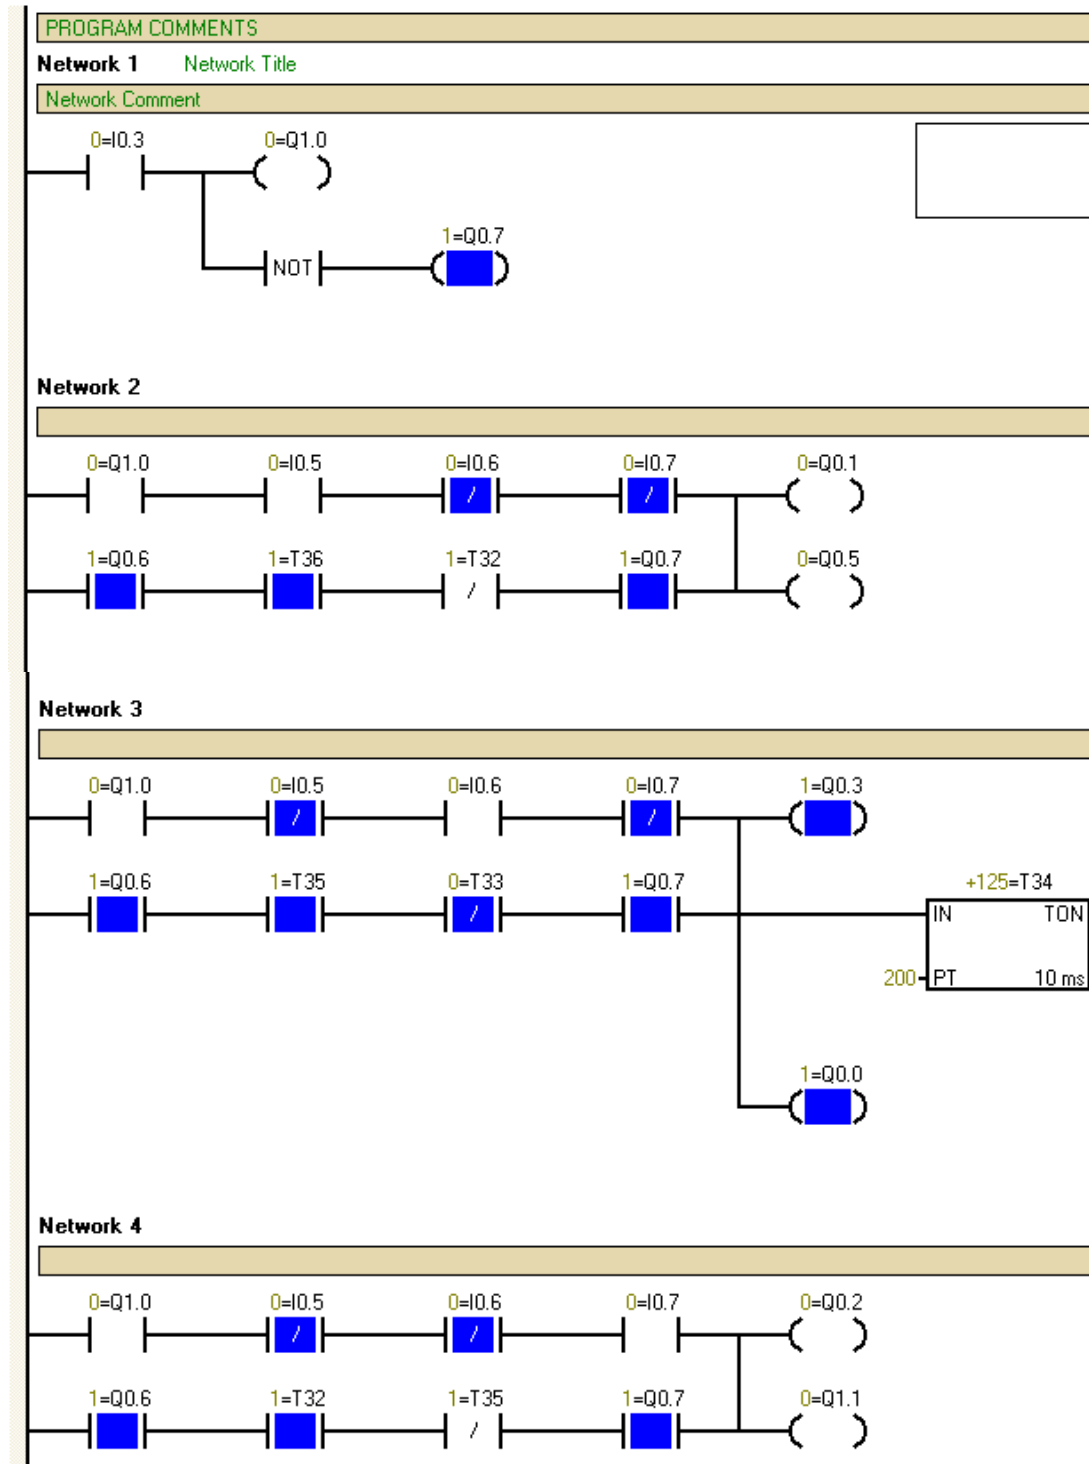 PROGRAM COMMENTS
Network 1 Network Title
Network Comment
0=I0.3 0=Q1.0
1=Q0.7
NOT
Network 2
0=Q1.0 0=I0.5 0=I0.6 0=I0.7 0=Q0.1
/ /
1=Q0.6 1=T36 1=T32 1=Q0.7 0=Q0.5
/
Network 3
0=Q1.0 0=I0.5 0=I0.6 0=I0.7 1=Q0.3
/ /
1=Q0.6 1=T35 0=T33 1=Q0.7 +125=T34
/ IN TON
200 PT 10 ms
1=Q0.0
Network 4
0=Q1.0 0=I0.5 0=I0.6 0=I0.7 0=Q0.2
/ /
1=Q0.6 1=T32 1=T35 1=Q0.7 0=Q1.1
/